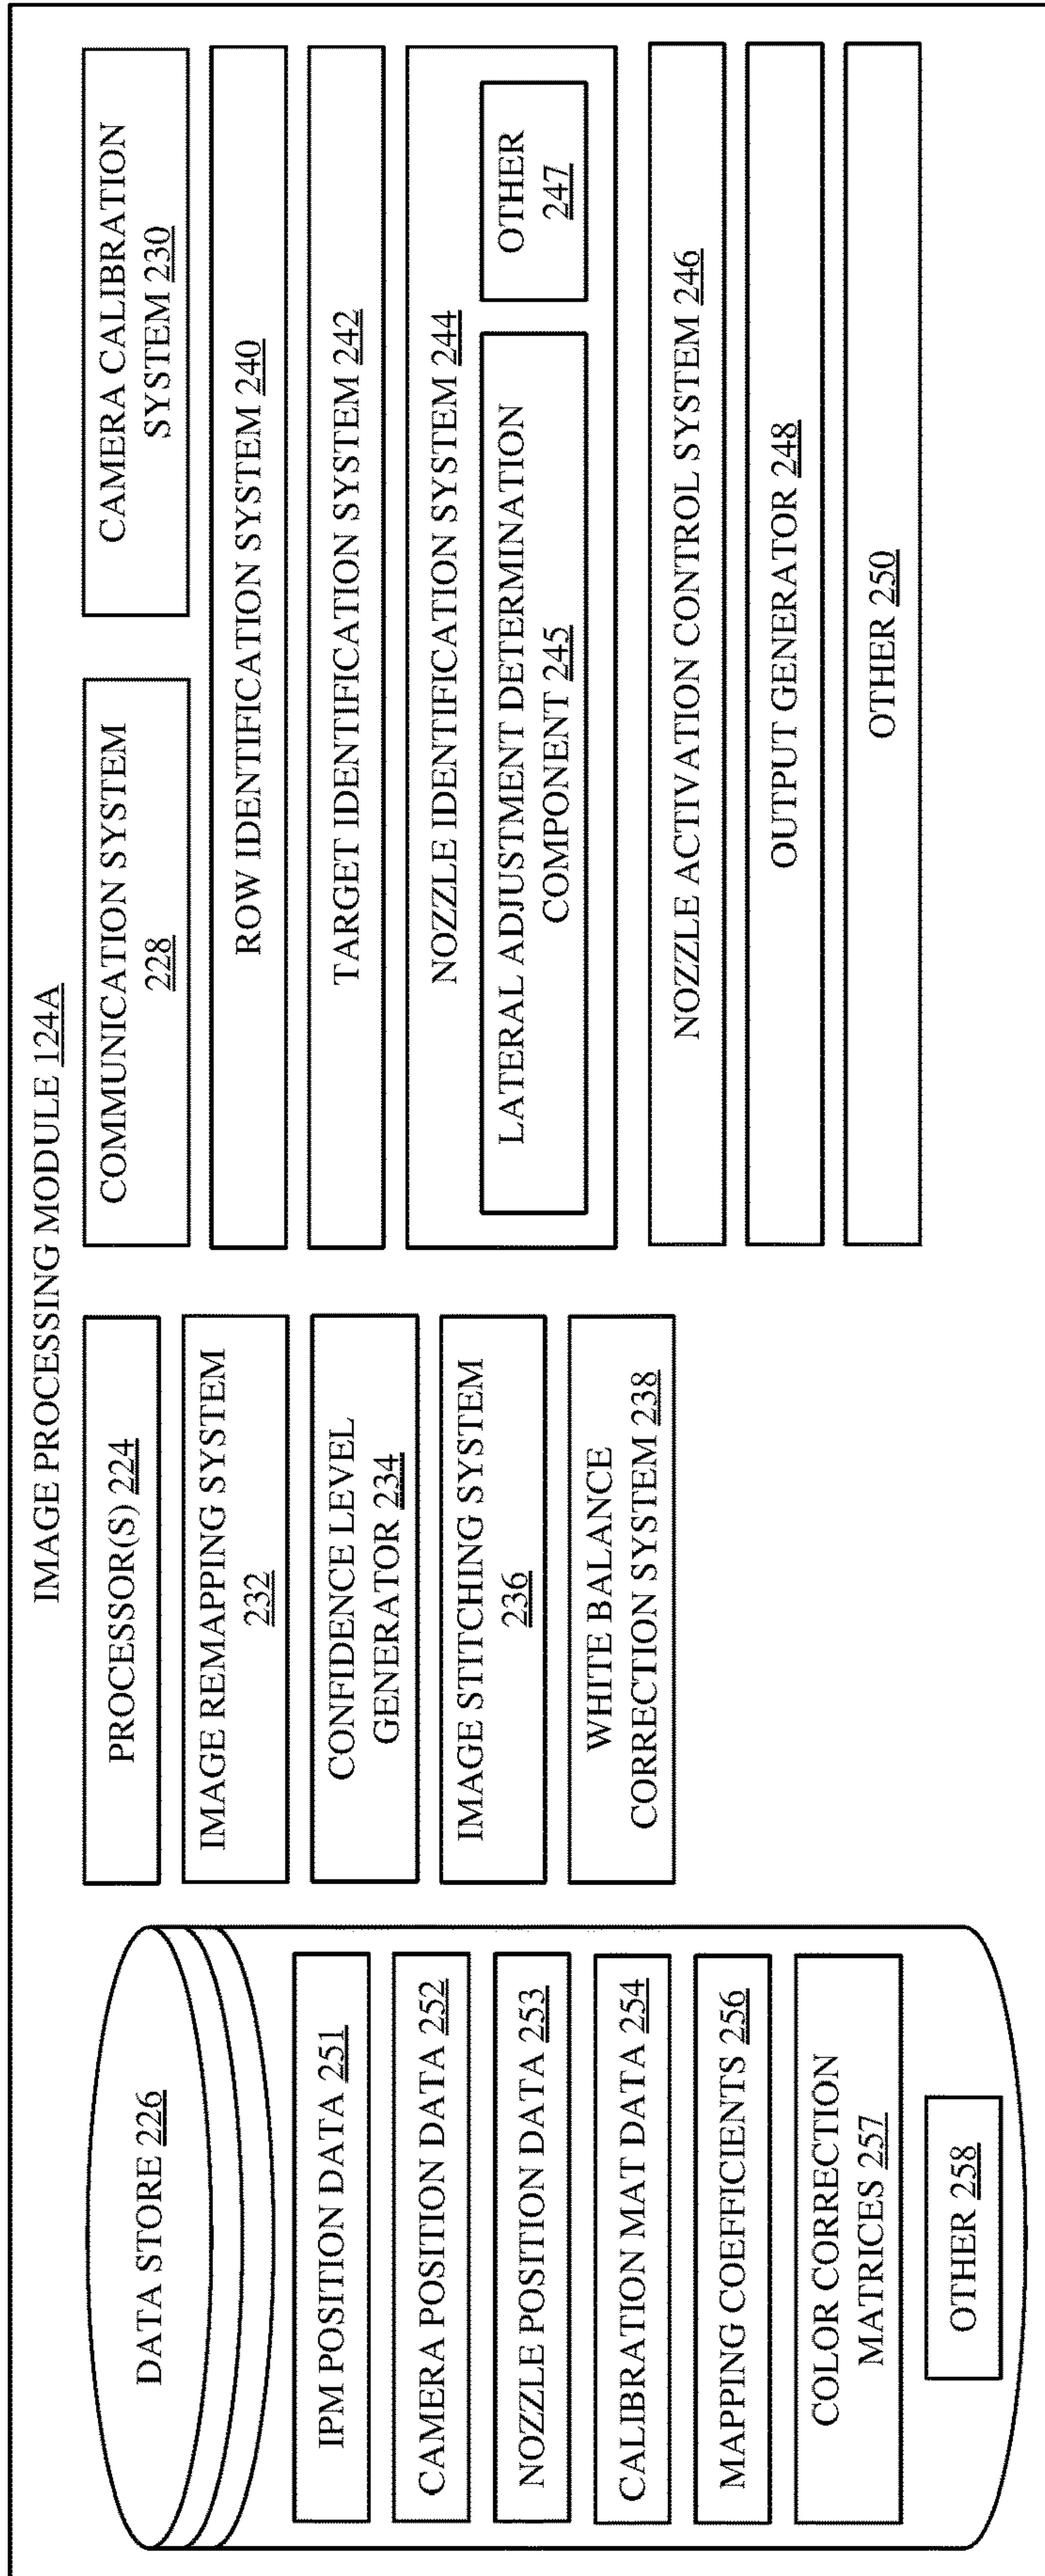 IMAGE PROCESSING MODULE 124A
DATA STORE 226
IPM POSITION DATA 251
CAMERA POSITION DATA 252
NOZZLE POSITION DATA 253
CALIBRATION MAT DATA 254
MAPPING COEFFICIENTS 256
COLOR CORRECTION
MATRICES 257
OTHER 258
PROCESSOR(S) 224
IMAGE REMAPPING SYSTEM
232
CONFIDENCE LEVEL
GENERATOR 234
IMAGE STITCHING SYSTEM
236
WHITE BALANCE
CORRECTION SYSTEM 238
COMMUNICATION SYSTEM
228
CAMERA CALIBRATION
SYSTEM 230
ROW IDENTIFICATION SYSTEM 240
TARGET IDENTIFICATION SYSTEM 242
NOZZLE IDENTIFICATION SYSTEM 244
LATERAL ADJUSTMENT DETERMINATION
COMPONENT 245
OTHER
247
NOZZLE ACTIVATION CONTROL SYSTEM 246
OUTPUT GENERATOR 248
OTHER 250